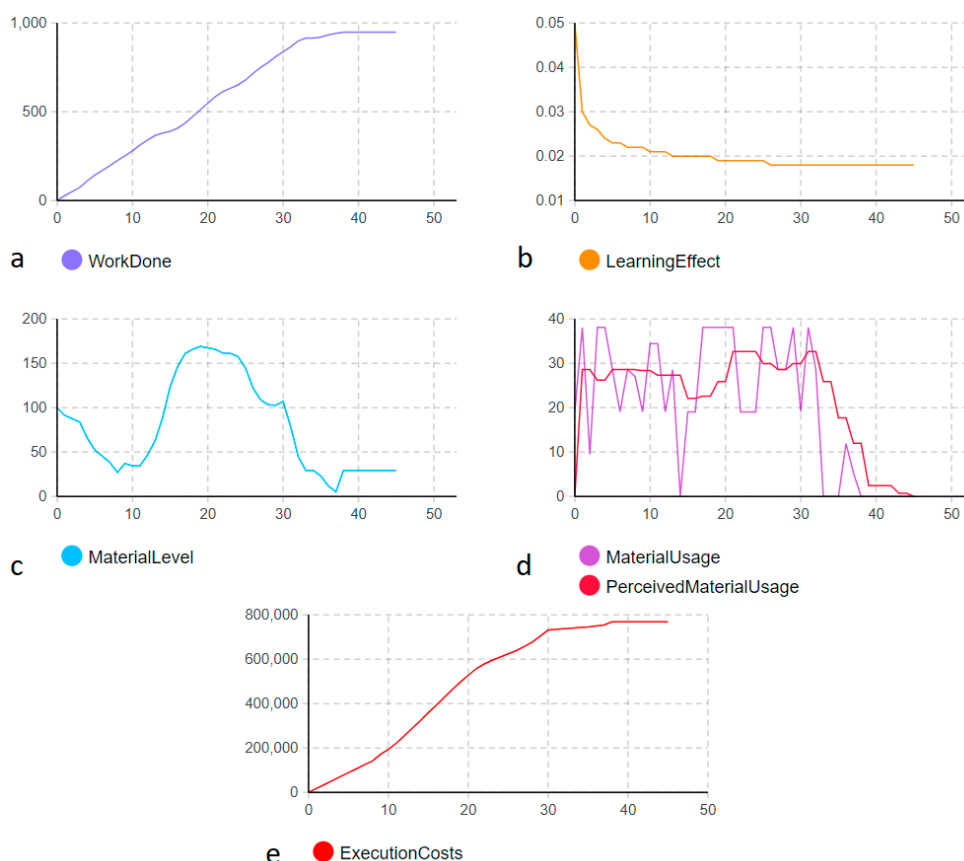 1,000
500
0
0 10 20 30 40 50
a WorkDone
0.05
0.04
0.03
0.02
0.01
0 10 20 30 40 50
b LearningEffect
200
150
100
50
0
0 10 20 30 40 50
c MaterialLevel
40
30
20
10
0
0 10 20 30 40 50
d MaterialUsage
PerceivedMaterialUsage
800,000
600,000
400,000
200,000
0
0 10 20 30 40 50
e ExecutionCosts